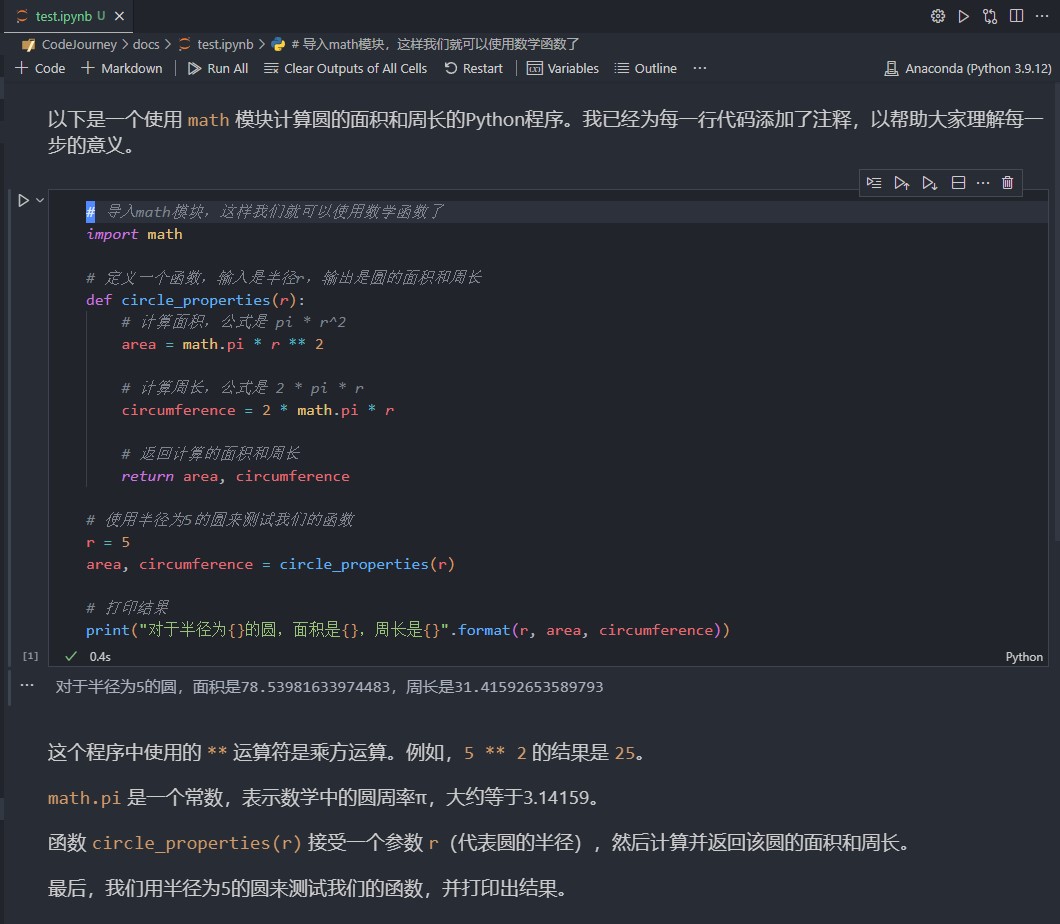 test.ipynb U
CodeJourney > docs > test.ipynb > # 导入math模块，这样我们就可以使用数学函数了
+ Code + Markdown | Run All Clear Outputs of All Cells Restart | Variables Outline ··· Anaconda (Python 3.9.12)
以下是一个使用 math 模块计算圆的面积和周长的Python程序。我已经为每一行代码添加了注释，以帮助大家理解每一
步的意义。
# 导入math模块，这样我们就可以使用数学函数了
import math
# 定义一个函数，输入是半径r，输出是圆的面积和周长
def circle_properties(r):
# 计算面积，公式是 pi * r^2
area = math.pi * r ** 2
# 计算周长，公式是 2 * pi * r
circumference = 2 * math.pi * r
# 返回计算的面积和周长
return area, circumference
# 使用半径为5的圆来测试我们的函数
r = 5
area, circumference = circle_properties(r)
# 打印结果
print("对于半径为{}的圆，面积是{}，周长是{}".format(r, area, circumference))
[1] 0.4s Python
对于半径为5的圆，面积是78.53981633974483，周长是31.41592653589793
这个程序中使用的 ** 运算符是乘方运算。例如，5 ** 2 的结果是 25。
math.pi 是一个常数，表示数学中的圆周率π，大约等于3.14159。
函数 circle_properties(r) 接受一个参数 r（代表圆的半径），然后计算并返回该圆的面积和周长。
最后，我们用半径为5的圆来测试我们的函数，并打印出结果。